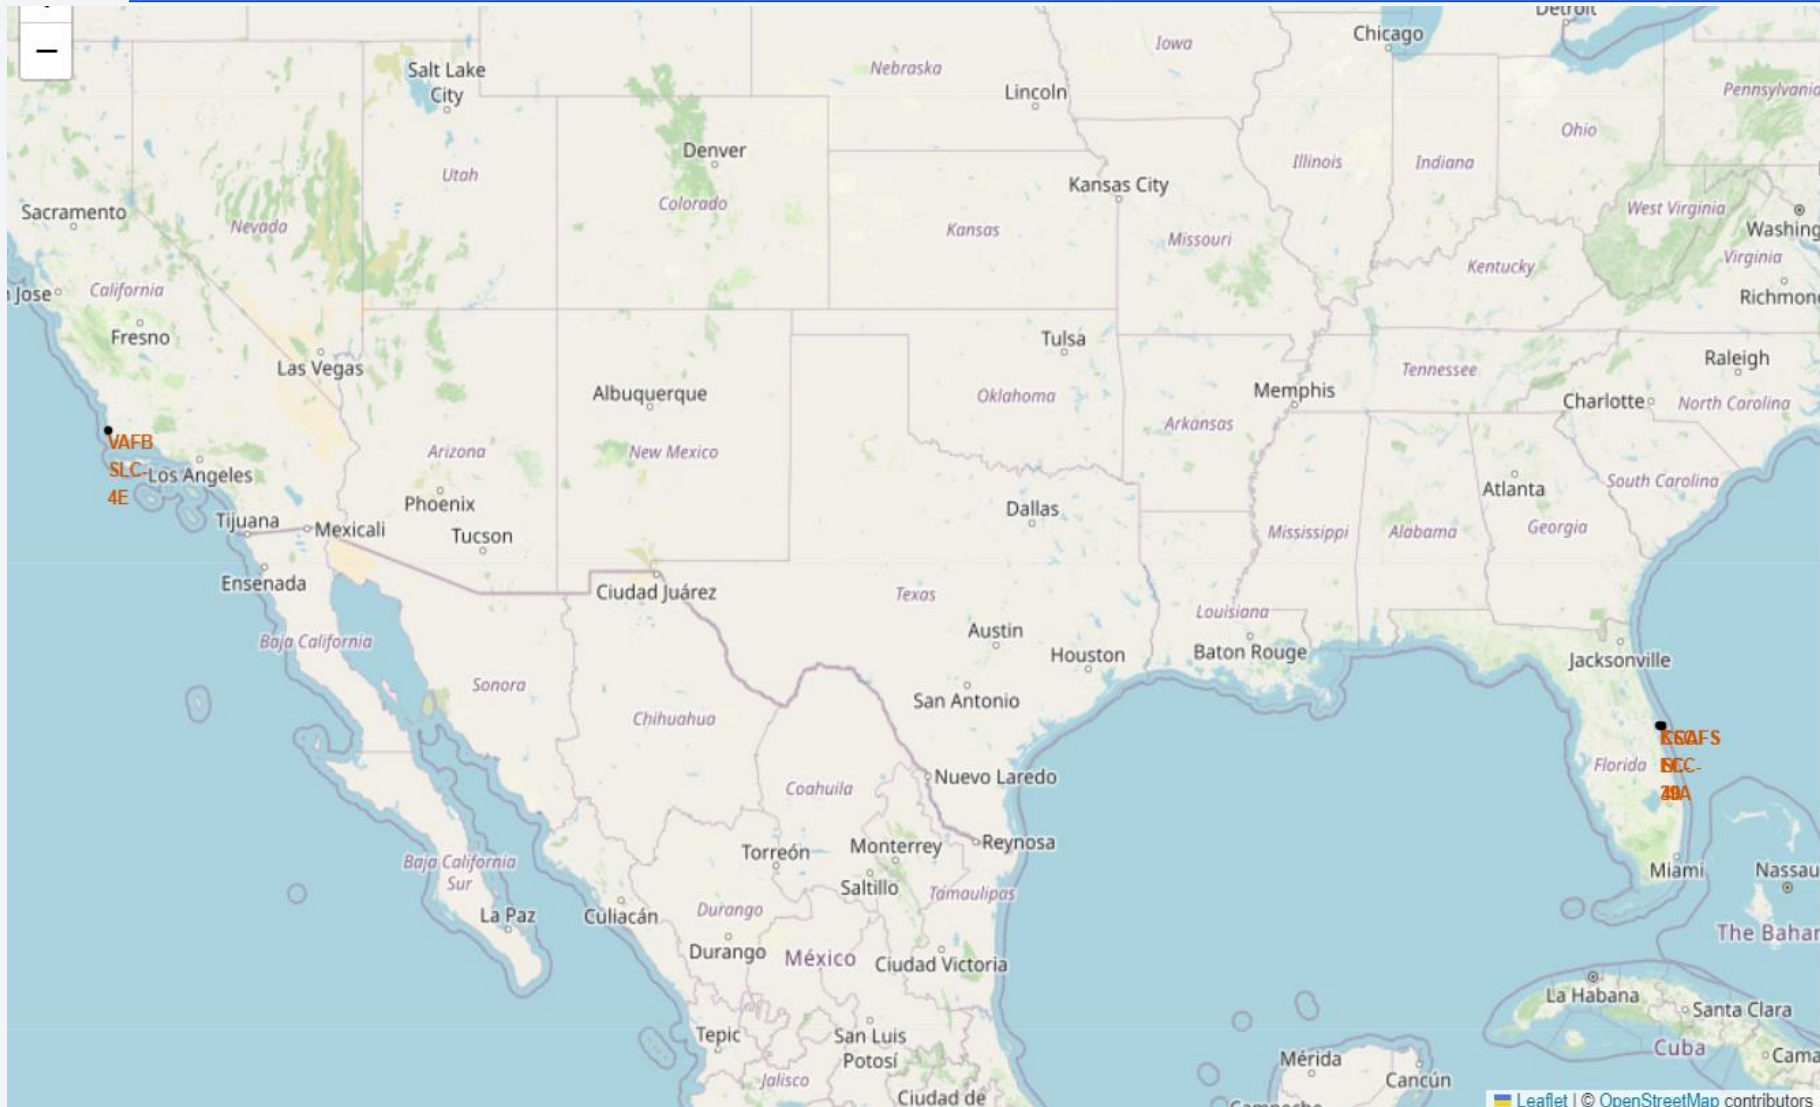 Detroit
Chicago
Iowa
Salt Lake
City
Nebraska
Lincoln
Pennsylvania
Denver
Ohio
Utah
Illinois
Indiana
Kansas City
Colorado
Sacramento
Nevada
Kansas
Missouri
West Virginia
Washing
Virginia
Kentucky
n Jose
California
Richmon
Fresno
Tulsa
Las Vegas
Raleigh
Tennessee
Albuquerque
Oklahoma
Memphis
Charlotte
North Carolina
Arkansas
VAFB
SLC-
4E
Los Angeles
Arizona
New Mexico
South Carolina
Atlanta
Phoenix
Dallas
Tijuana
Mexicali
Tucson
Mississippi
Alabama
Georgia
Ensenada
Ciudad Juárez
Texas
Louisiana
Baja California
Austin
Houston
Baton Rouge
Jacksonville
Sonora
San Antonio
Chihuahua
Florida
Nuevo Laredo
Coahuila
Reynosa
Torreón
Monterrey
Baja California
Sur
Saltillo
Tamaulipas
Miami
Nassau
La Paz
Culiacán
Durango
Durango
México
Ciudad Victoria
The Bahar
La Habana
Santa Clara
Tepic
San Luis
Potosí
Cuba
Cama
Mérida
Jalisco
Cancún
Ciudad de
Leaflet | © OpenStreetMap contributors